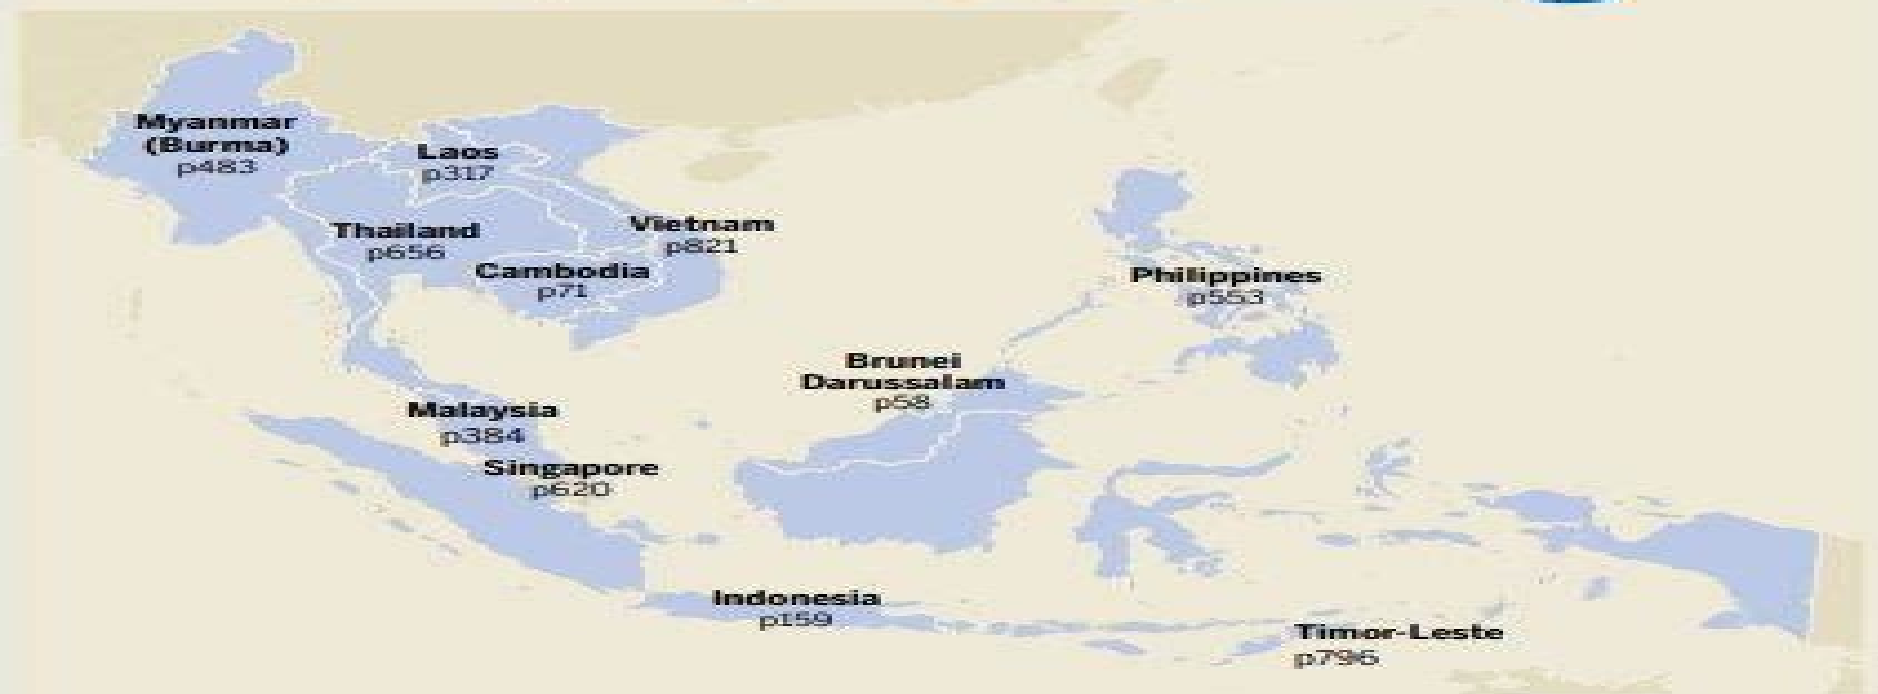 Myanmar
(Burma)
p483
Laos
p317
Thailand
p656
Vietnam
p821
Cambodia
p71
Philippines
p553
Brunei
Darussalam
p58
Malaysia
p384
Singapore
p620
Indonesia
p159
Timor-Leste
p796